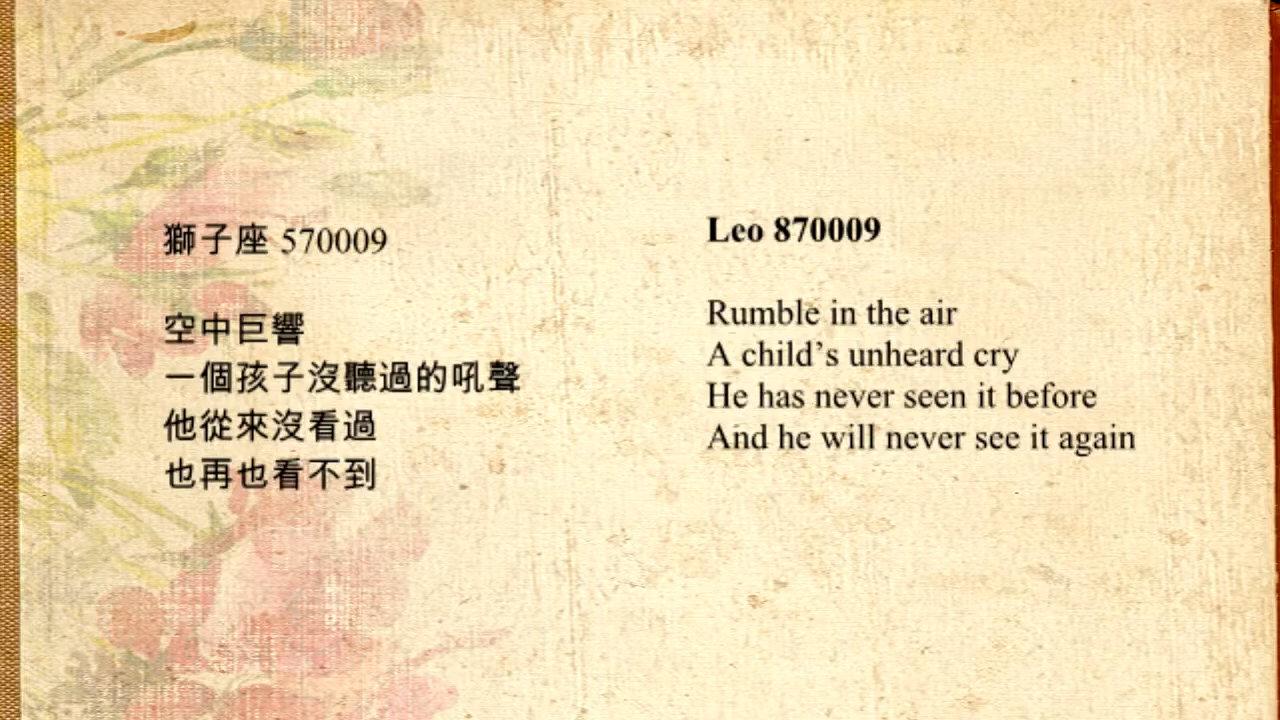 獅子座 570009
空中巨響
一個孩子沒聽過的吼聲
他從來沒看過
也再也看不到
Leo 870009
Rumble in the air
A child’s unheard cry
He has never seen it before
And he will never see it again